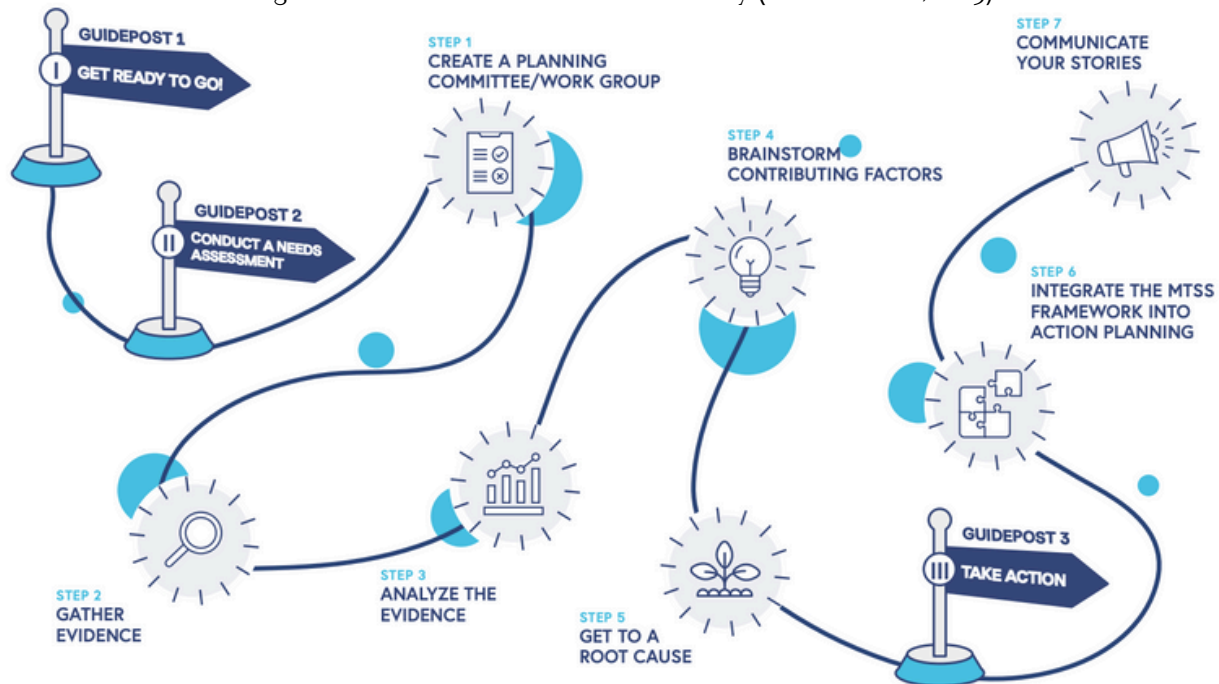 GUIDEPOST 1
I
GET READY TO GO!
GUIDEPOST 2
II
CONDUCT A NEEDS
ASSESSMENT
STEP 1
CREATE A PLANNING
COMMITTEE/WORK GROUP
STEP 2
GATHER
EVIDENCE
STEP 3
ANALYZE THE
EVIDENCE
STEP 4
BRAINSTORM
CONTRIBUTING FACTORS
STEP 5
GET TO A
ROOT CAUSE
GUIDEPOST 3
III
TAKE ACTION
STEP 6
INTEGRATE THE MTSS
FRAMEWORK INTO
ACTION PLANNING
STEP 7
COMMUNICATE
YOUR STORIES